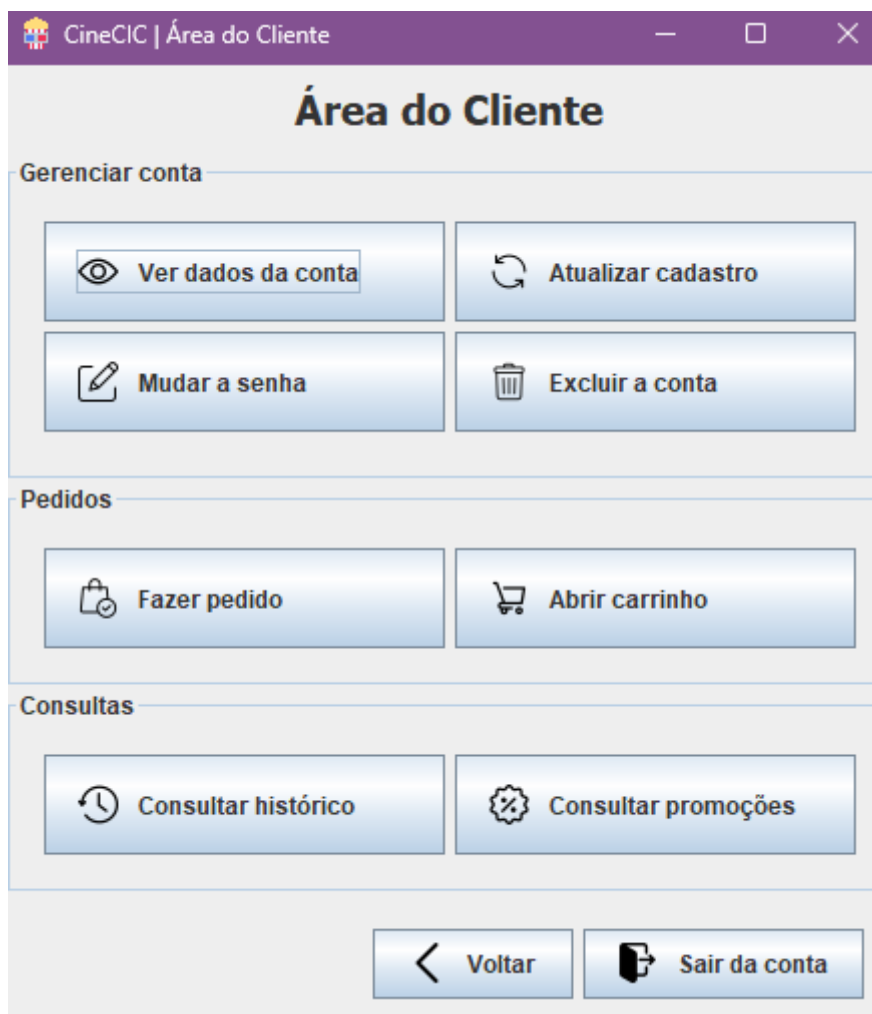 CineCIC | Área do Cliente
Área do Cliente
Gerenciar conta
Ver dados da conta
Atualizar cadastro
Mudar a senha
Excluir a conta
Pedidos
Fazer pedido
Abrir carrinho
Consultas
Consultar histórico
Consultar promoções
Voltar
Sair da conta